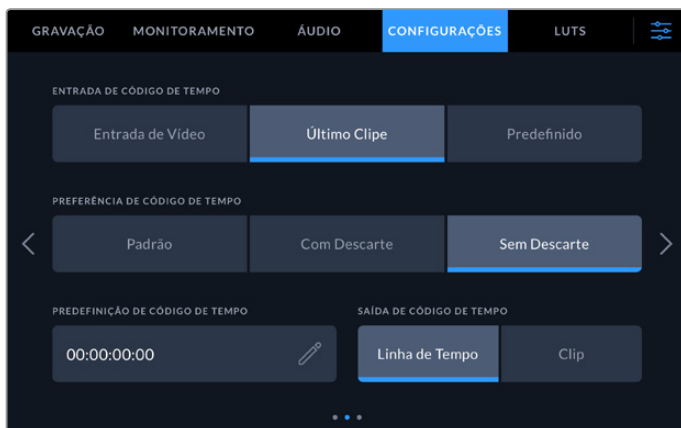 GRAVAÇÃO MONITORAMENTO ÁUDIO CONFIGURAÇÕES LUTS
ENTRADA DE CÓDIGO DE TEMPO
Entrada de Vídeo Último Clipe Predefinido
PREFERÊNCIA DE CÓDIGO DE TEMPO
Padrão Com Descarte Sem Descarte
PREDEFINIÇÃO DE CÓDIGO DE TEMPO SAÍDA DE CÓDIGO DE TEMPO
00:00:00:00 Linha de Tempo Clip